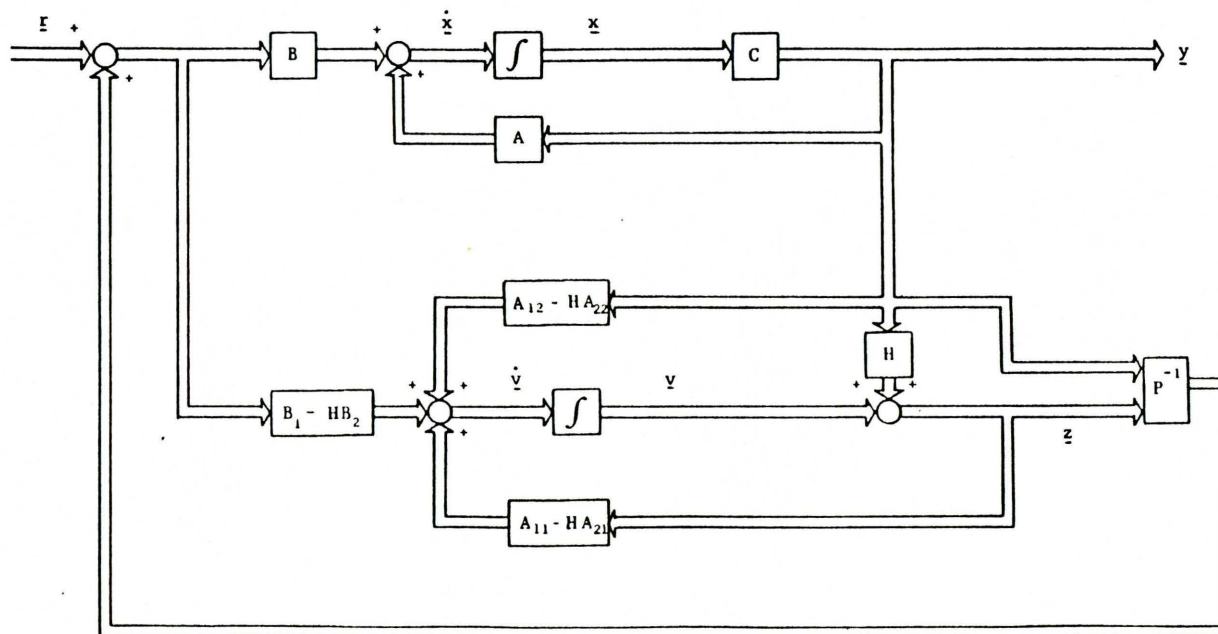 r + + B + + ẋ ∫ x C y
A
A₁₂ - HA₂₂
H
B₁ - HB₂ + + + v̇ ∫ v + + z P⁻¹
A₁₁ - HA₂₁